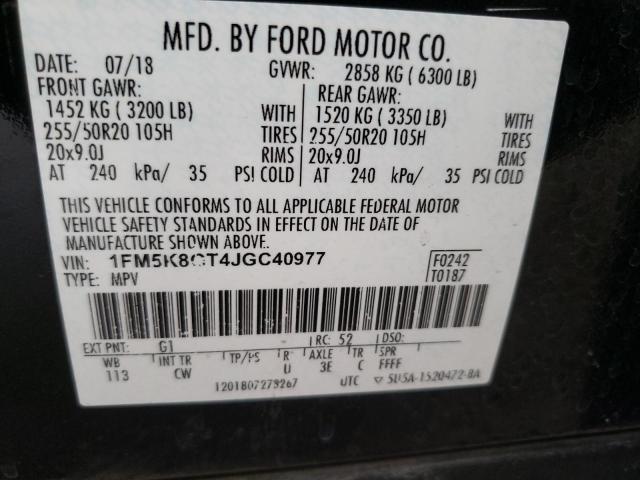 MFD. BY FORD MOTOR CO.
DATE: 07/18 GVWR: 2858 KG (6300 LB)
FRONT GAWR: REAR GAWR:
1452 KG (3200 LB) WITH 1520 KG (3350 LB) WITH
255/50R20 105H TIRES 255/50R20 105H TIRES
20x9.0J RIMS 20x9.0J RIMS
AT 240 kPa/ 35 PSI COLD AT 240 kPa/ 35 PSI COLD
THIS VEHICLE CONFORMS TO ALL APPLICABLE FEDERAL MOTOR
VEHICLE SAFETY STANDARDS IN EFFECT ON THE DATE OF
MANUFACTURE SHOWN ABOVE.
VIN: 1FM5K8GT4JGC40977 F0242
TYPE: MPV T0187
EXT PNT: G1 RC: 52 DSO:
WB INT TR TP/PS R AXLE TR SPR
113 CW U 3E C FFFF
UTC